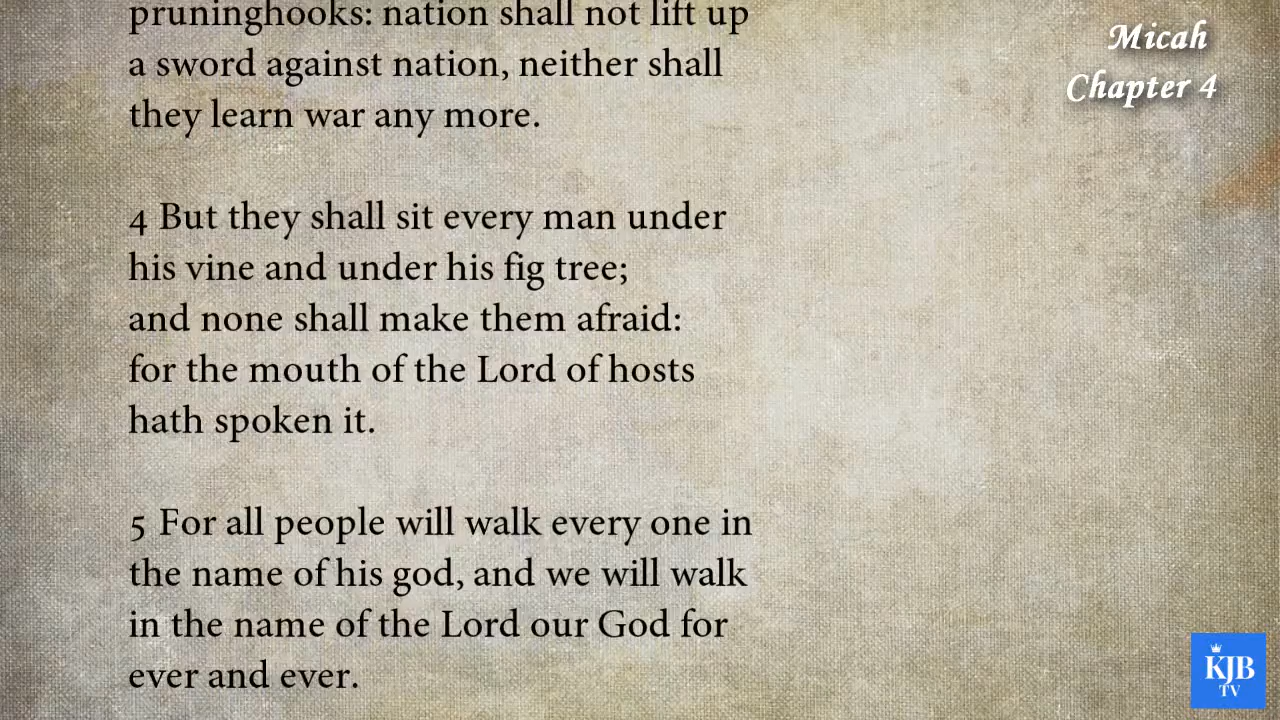 pruninghooks: nation shall not lift up
a sword against nation, neither shall
they learn war any more.
4 But they shall sit every man under
his vine and under his fig tree;
and none shall make them afraid:
for the mouth of the Lord of hosts
hath spoken it.
5 For all people will walk every one in
the name of his god, and we will walk
in the name of the Lord our God for
ever and ever.
Micah
Chapter 4
KJB
TV